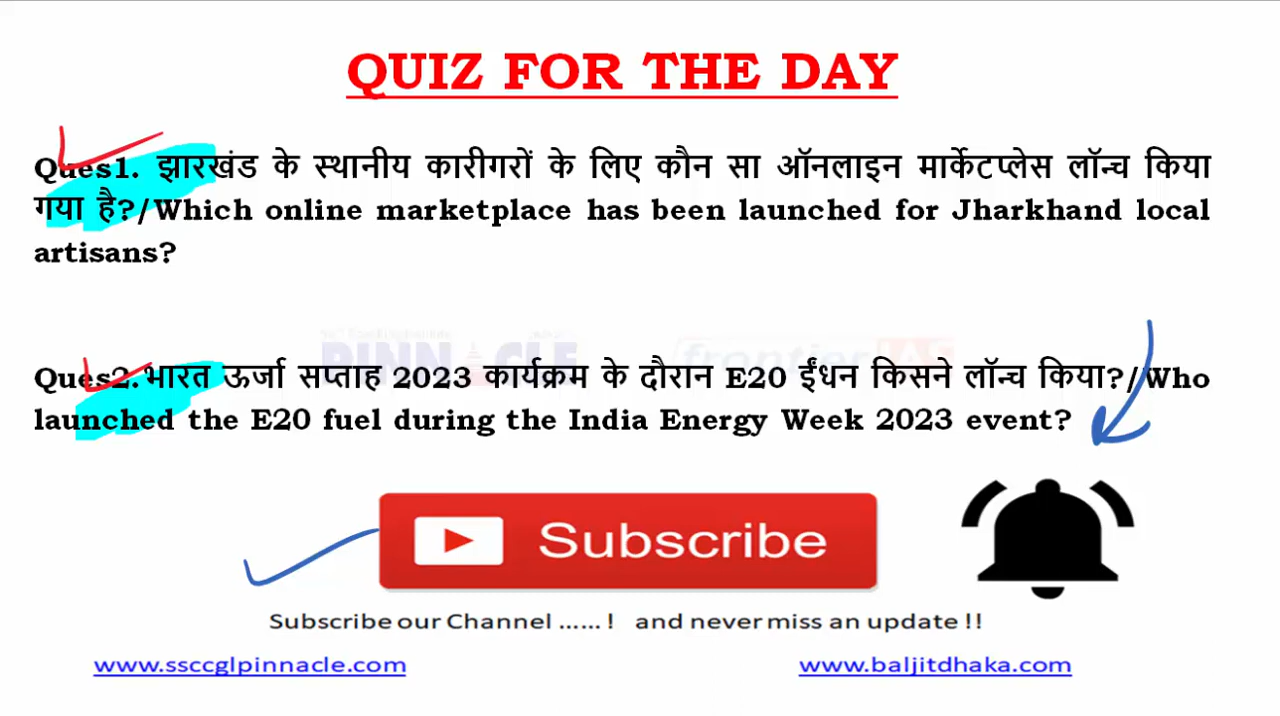 QUIZ FOR THE DAY
Ques1. झारखंड के स्थानीय कारीगरों के लिए कौन सा ऑनलाइन मार्केटप्लेस लॉन्च किया
गया है?/Which online marketplace has been launched for Jharkhand local
artisans?
PINNACLE frontier IAS
Ques2.भारत ऊर्जा सप्ताह 2023 कार्यक्रम के दौरान E20 ईंधन किसने लॉन्च किया?/Who
launched the E20 fuel during the India Energy Week 2023 event?
Subscribe
Subscribe our Channel ...... ! and never miss an update !!
www.ssccglpinnacle.com www.baljitdhaka.com